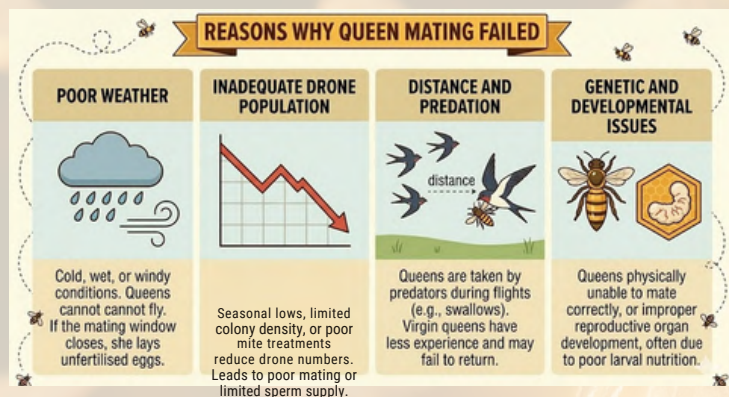 REASONS WHY QUEEN MATING FAILED
POOR WEATHER
Cold, wet, or windy
conditions. Queens
cannot cannot fly.
If the mating window
closes, she lays
unfertilised eggs.
INADEQUATE DRONE
POPULATION
Seasonal lows, limited
colony density, or poor
mite treatments
reduce drone numbers.
Leads to poor mating or
limited sperm supply.
DISTANCE AND
PREDATION
distance
Queens are taken by
predators during flights
(e.g., swallows).
Virgin queens have
less experience and may
fail to return.
GENETIC AND
DEVELOPMENTAL
ISSUES
Queens physically
unable to mate
correctly, or improper
reproductive organ
development, often due
to poor larval nutrition.